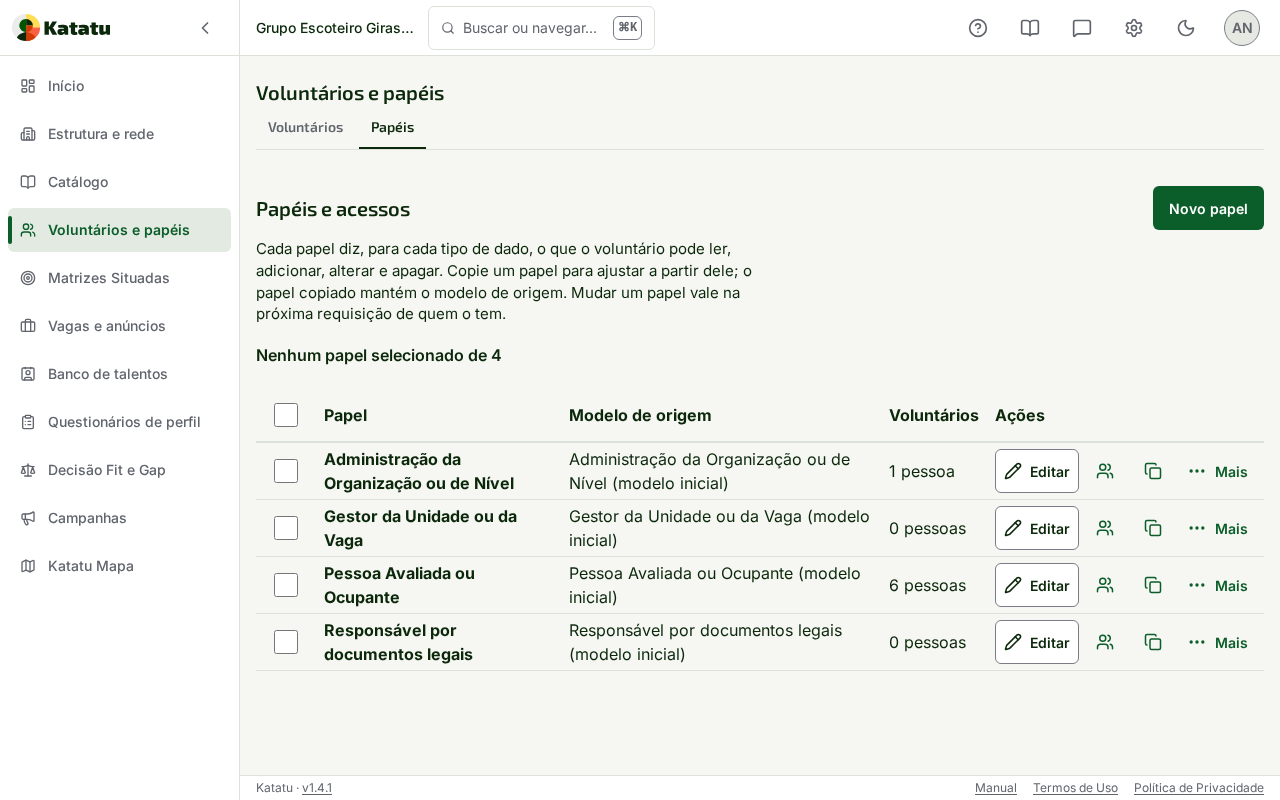 Katatu
Grupo Escoteiro Giras...
Buscar ou navegar...
⌘K
AN
Início
Estrutura e rede
Catálogo
Voluntários e papéis
Matrizes Situadas
Vagas e anúncios
Banco de talentos
Questionários de perfil
Decisão Fit e Gap
Campanhas
Katatu Mapa
Voluntários e papéis
Voluntários
Papéis
Papéis e acessos
Novo papel
Cada papel diz, para cada tipo de dado, o que o voluntário pode ler,
adicionar, alterar e apagar. Copie um papel para ajustar a partir dele; o
papel copiado mantém o modelo de origem. Mudar um papel vale na
próxima requisição de quem o tem.
Nenhum papel selecionado de 4
Papel Modelo de origem Voluntários Ações
Administração da
Organização ou de Nível
Administração da Organização ou de
Nível (modelo inicial)
1 pessoa
Editar
Mais
Gestor da Unidade ou da
Vaga
Gestor da Unidade ou da Vaga (modelo
inicial)
0 pessoas
Editar
Mais
Pessoa Avaliada ou
Ocupante
Pessoa Avaliada ou Ocupante (modelo
inicial)
6 pessoas
Editar
Mais
Responsável por
documentos legais
Responsável por documentos legais
(modelo inicial)
0 pessoas
Editar
Mais
Katatu · v1.4.1
Manual
Termos de Uso
Política de Privacidade